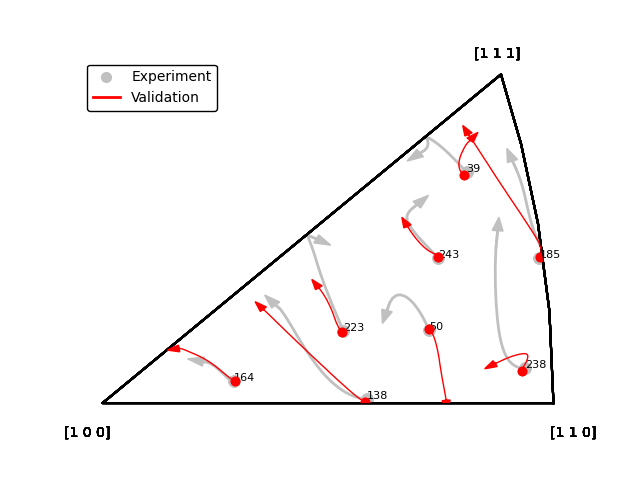 [1 1 1]
Experiment
Validation
39
243
185
223
50
238
164
138
[1 0 0]
[1 1 0]